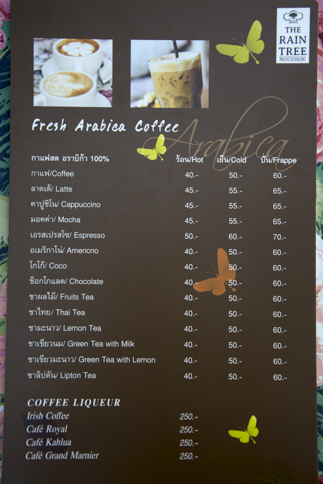 THE
RAIN
TREE
Fresh Arabica Coffee
Arabica
กาแฟสด อราบิก้า 100% ร้อน/Hot เย็น/Cold ปั่น/Frappe
กาแฟ/Coffee 40.- 50.- 60.-
ลาตเต้/ Latte 45.- 55.- 65.-
คาปูชิโน/ Cappuccino 45.- 55.- 65.-
มอคค่า/ Mocha 45.- 55.- 65.-
เอรสเปรสโซ/ Espresso 50.- 60.- 70.-
อเมริกาโน่/ Americno 40.- 50.- 60.-
โกโก้/ Coco 40.- 50.- 60.-
ช็อกโกแลต/ Chocolate 40.- 50.- 60.-
ชาผลไม้/ Fruits Tea 40.- 50.- 60.-
ชาไทย/ Thai Tea 40.- 50.- 60.-
ชามะนาว/ Lemon Tea 40.- 50.- 60.-
ชาเขียวนม/ Green Tea with Milk 40.- 50.- 60.-
ชาเขียวมะนาว/ Green Tea with Lemon 40.- 50.- 60.-
ชาลิปตัน/ Lipton Tea 40.- 50.- 60.-
COFFEE LIQUEUR
Irish Coffee 250.-
Café Royal 250.-
Café Kahlua 250.-
Café Grand Marnier 250.-